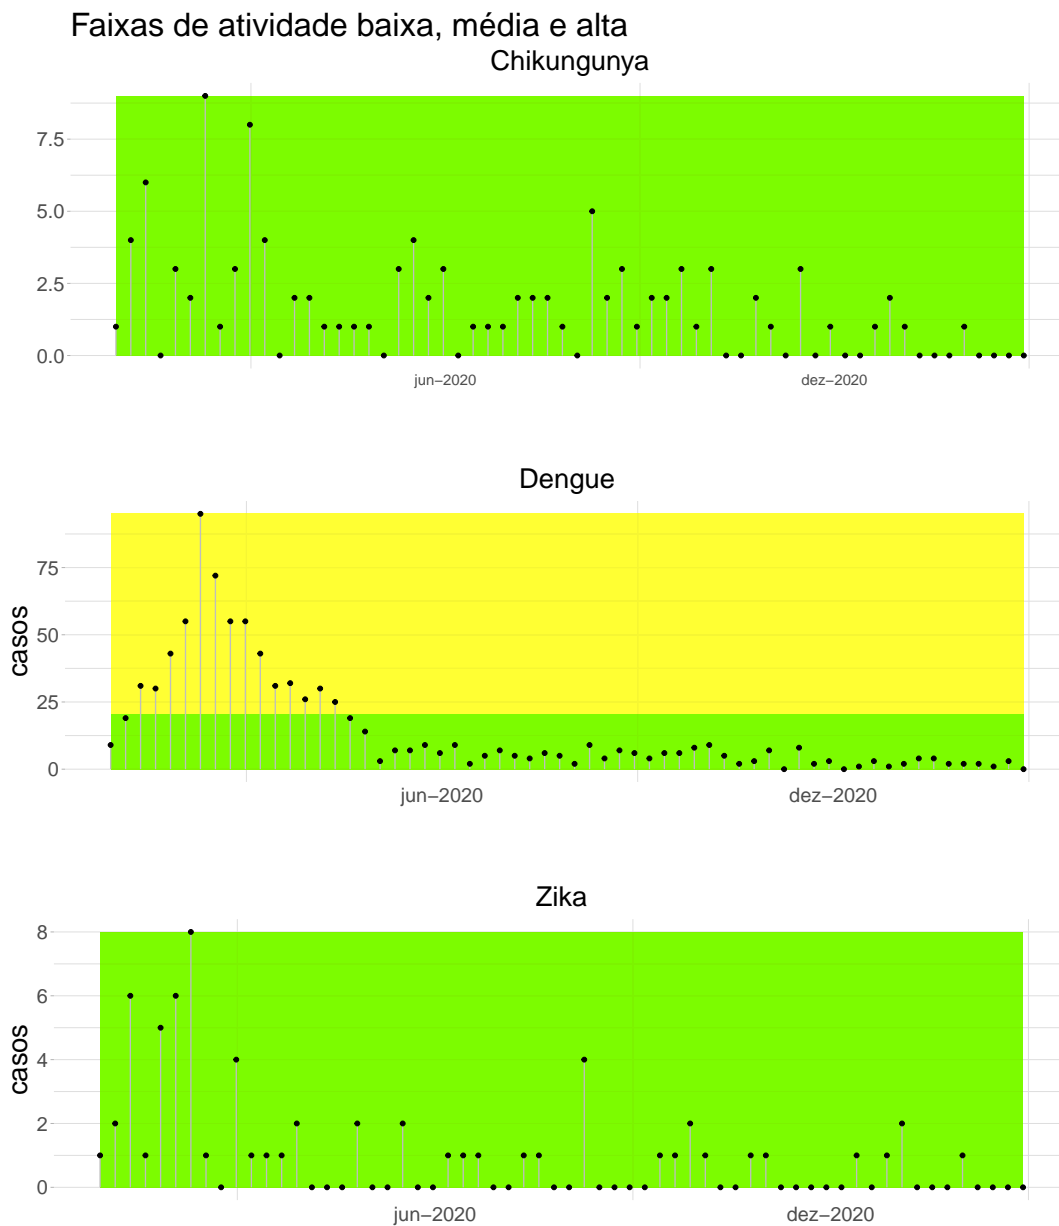 Faixas de atividade baixa, média e alta
Chikungunya
7.5
5.0
2.5
0.0
jun−2020 dez−2020
Dengue
casos
75
50
25
0
jun−2020 dez−2020
Zika
casos
8
6
4
2
0
jun−2020 dez−2020